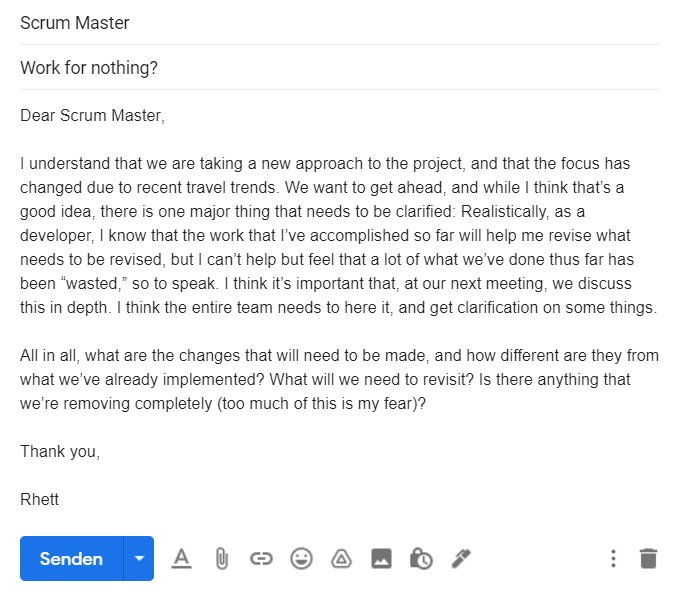 Scrum Master
Work for nothing?
Dear Scrum Master,
I understand that we are taking a new approach to the project, and that the focus has
changed due to recent travel trends. We want to get ahead, and while I think that’s a
good idea, there is one major thing that needs to be clarified: Realistically, as a
developer, I know that the work that I’ve accomplished so far will help me revise what
needs to be revised, but I can’t help but feel that a lot of what we’ve done thus far has
been “wasted,” so to speak. I think it’s important that, at our next meeting, we discuss
this in depth. I think the entire team needs to here it, and get clarification on some things.
All in all, what are the changes that will need to be made, and how different are they from
what we’ve already implemented? What will we need to revisit? Is there anything that
we’re removing completely (too much of this is my fear)?
Thank you,
Rhett
Senden